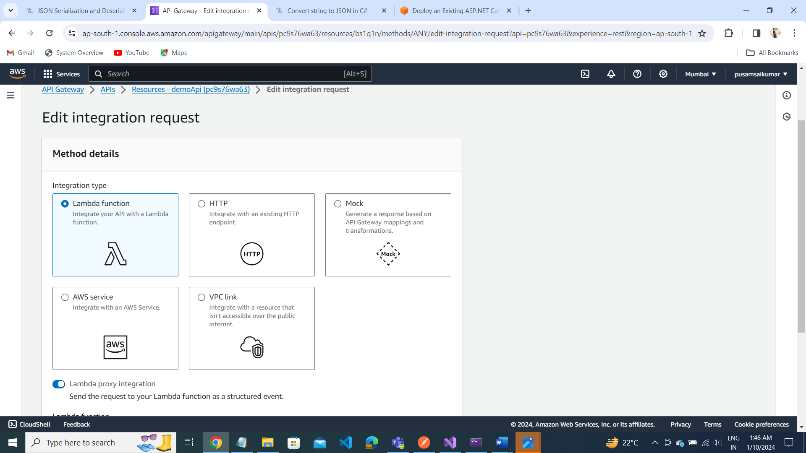 JSON Serialization and Deserial
API Gateway - Edit integration r
Convert string to JSON in C#
Deploy an Existing ASP.NET Co
ap-south-1.console.aws.amazon.com/apigateway/main/apis/pc9s76wa63/resources/bs1q1n/methods/ANY/edit-integration-request?api=pc9s76wa63&experience=rest&region=ap-south-1
Gmail
System Overview
YouTube
Maps
All Bookmarks
aws
Services
Search
[Alt+S]
Mumbai
pusamsaikumar
API Gateway
APIs
Resources - demoApi (pc9s76wa63)
Edit integration request
Edit integration request
Method details
Integration type
Lambda function
Integrate your API with a Lambda
function.
HTTP
Integrate with an existing HTTP
endpoint.
HTTP
Mock
Generate a response based on
API Gateway mappings and
transformations.
Mock
AWS service
Integrate with an AWS Service.
aws
VPC link
Integrate with a resource that
isn't accessible over the public
internet.
Lambda proxy integration
Send the request to your Lambda function as a structured event.
Lambda function
CloudShell
Feedback
© 2024, Amazon Web Services, Inc. or its affiliates.
Privacy
Terms
Cookie preferences
Type here to search
22°C
ENG
IN
1:46 AM
1/10/2024